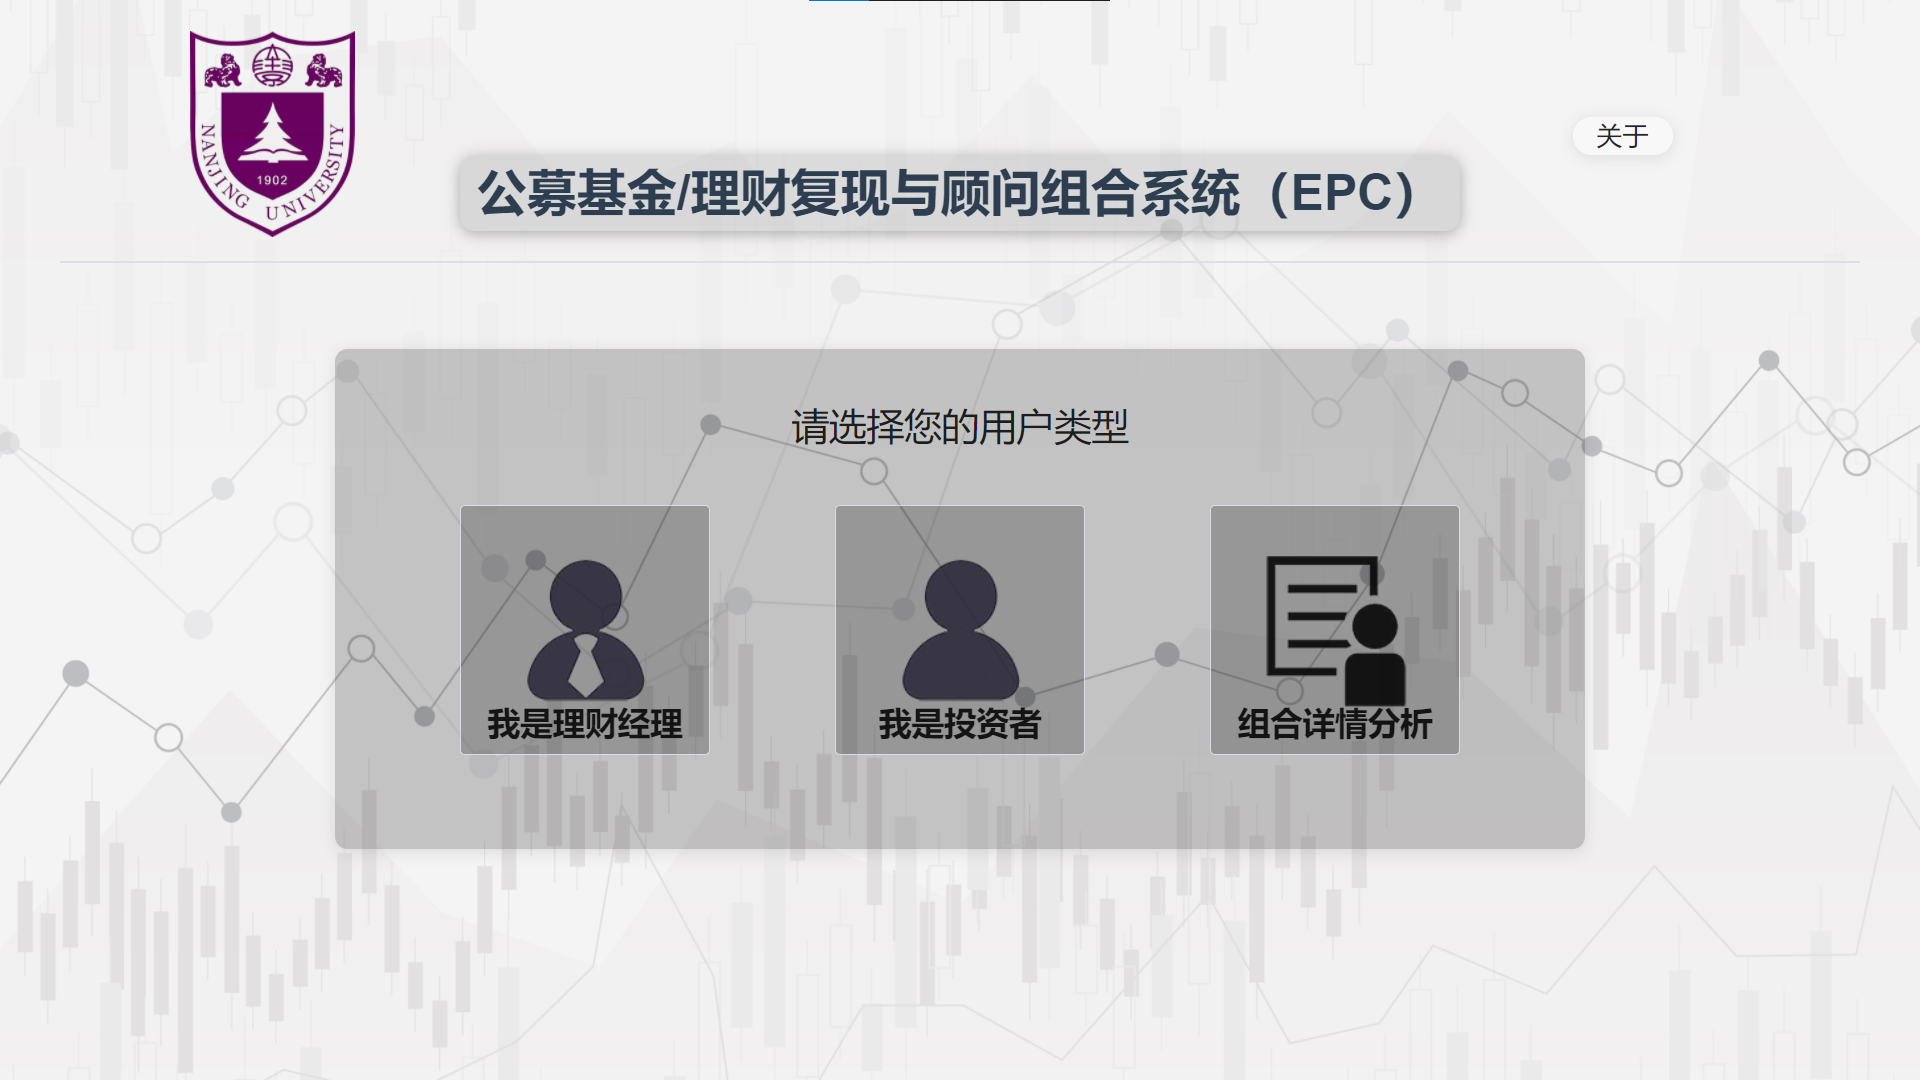 NANJING UNIVERSITY
1902
关于
公募基金/理财复现与顾问组合系统（EPC）
请选择您的用户类型
我是理财经理
我是投资者
组合详情分析